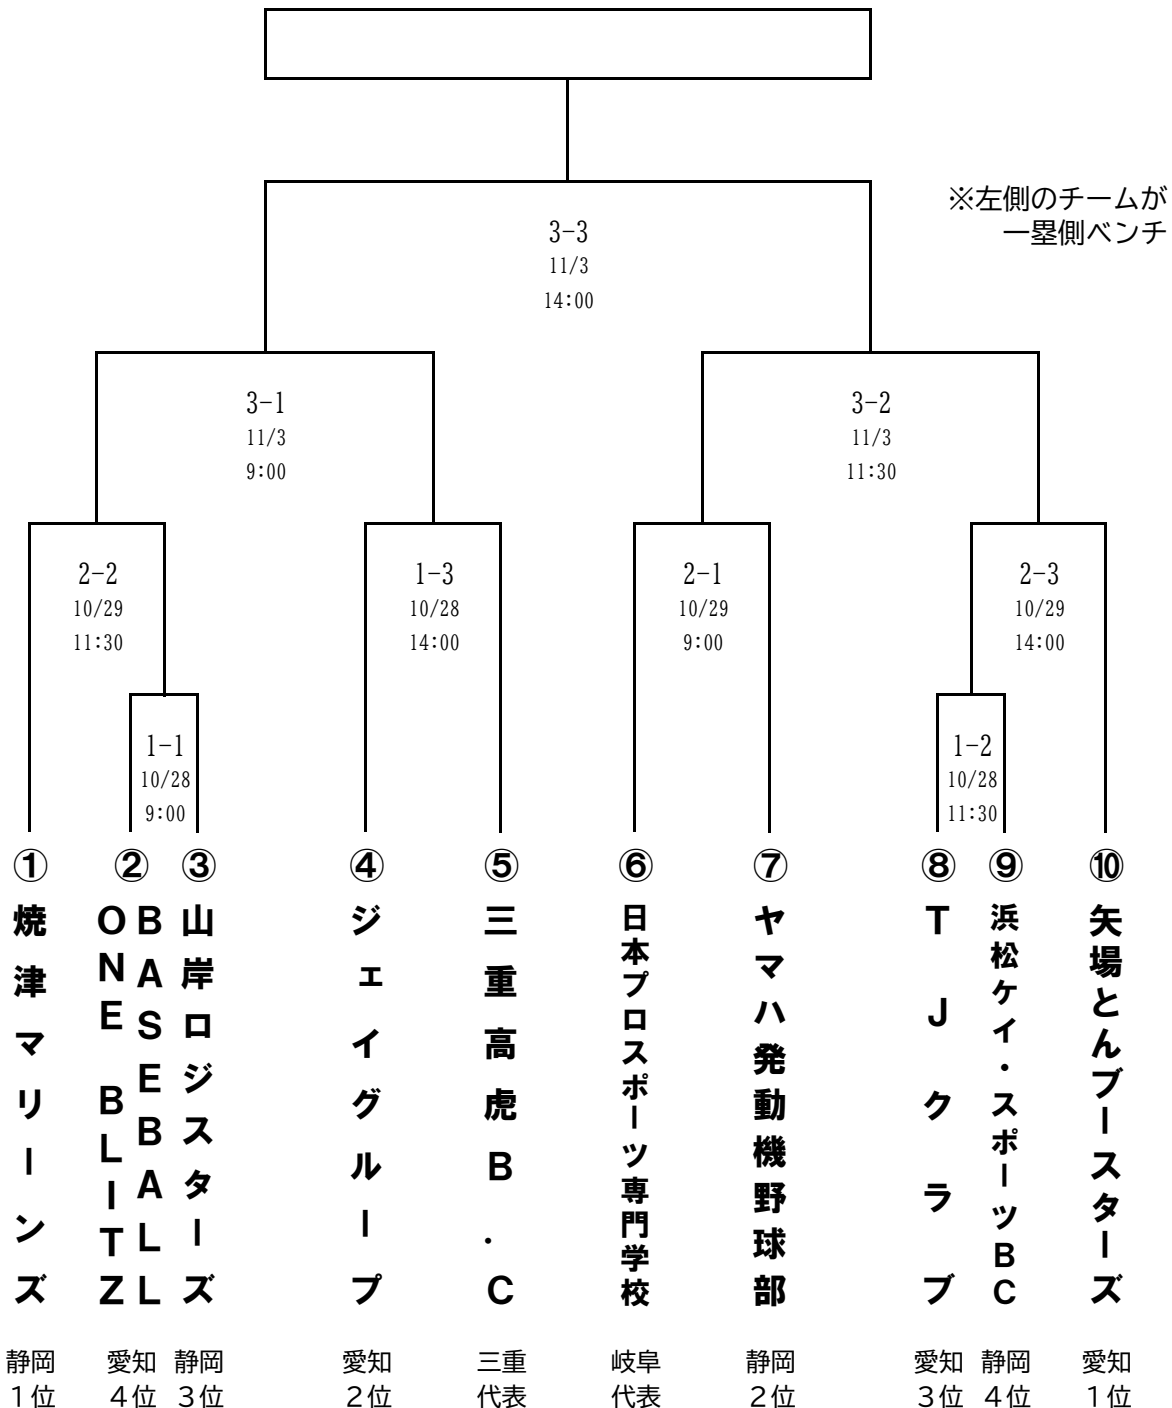 ※左側のチームが
一塁側ベンチ
3-3
11/3
14:00
3-1
11/3
9:00
3-2
11/3
11:30
2-2
10/29
11:30
1-3
10/28
14:00
2-1
10/29
9:00
2-3
10/29
14:00
1-1
10/28
9:00
1-2
10/28
11:30
①
焼津マリーンズ
静岡
1位
②
BASEBALL
ONE BLITZ
愛知
4位
③
山岸ロジスターズ
静岡
3位
④
ジェイグループ
愛知
2位
⑤
三重高虎B.C
三重
代表
⑥
日本プロスポーツ専門学校
岐阜
代表
⑦
ヤマハ発動機野球部
静岡
2位
⑧
TJクラブ
愛知
3位
⑨
浜松ケイ・スポーツBC
静岡
4位
⑩
矢場とんブースターズ
愛知
1位